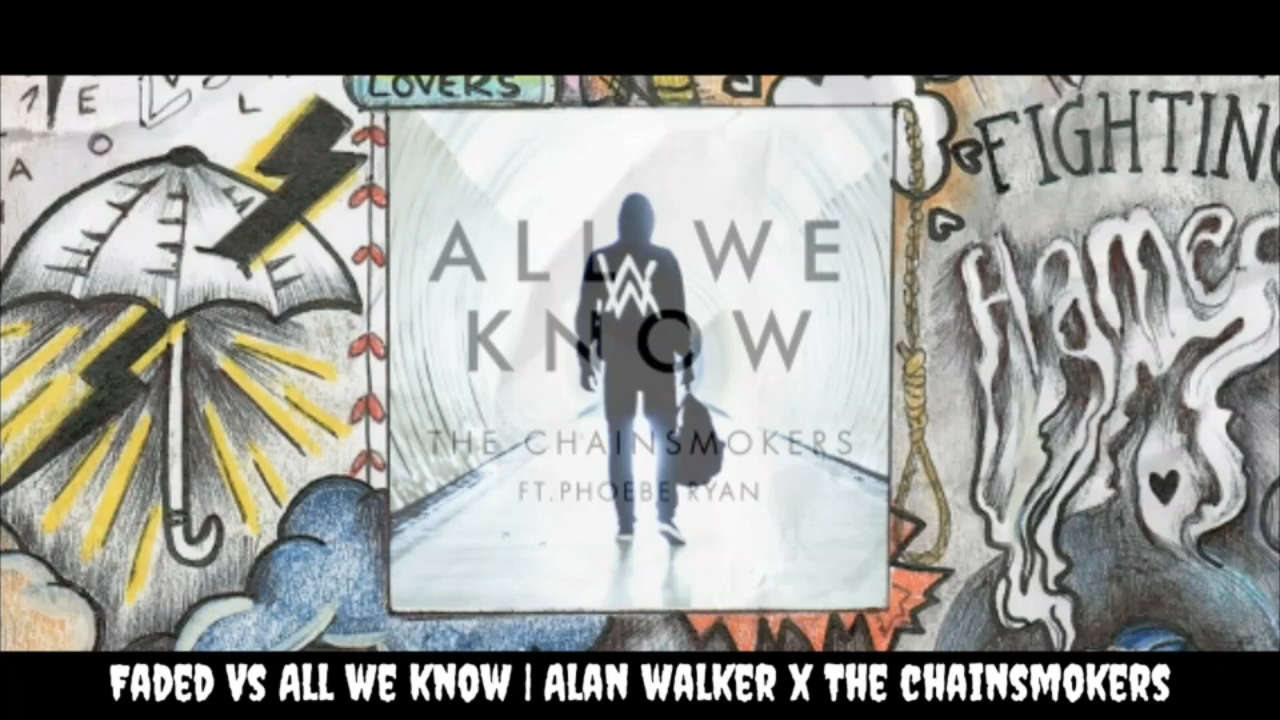 LOVERS
E L
A O
FIGHTING
flames
ALL WE
KNOW
THE CHAINSMOKERS
FT. PHOEBE RYAN
FADED VS ALL WE KNOW | ALAN WALKER X THE CHAINSMOKERS